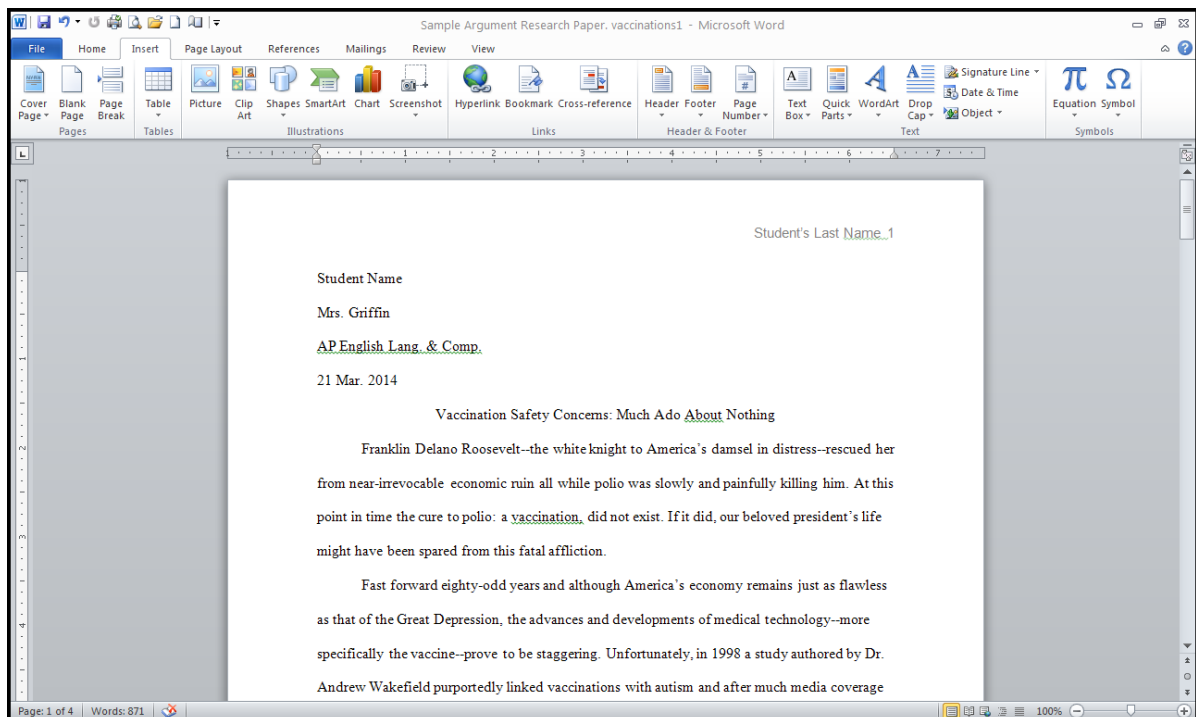 Sample Argument Research Paper. vaccinations1 - Microsoft Word
File Home Insert Page Layout References Mailings Review View
Cover Page Blank Page Page Break Table Picture Clip Art Shapes SmartArt Chart Screenshot Hyperlink Bookmark Cross-reference Header Footer Page Number Text Box Quick Parts WordArt Drop Cap Signature Line Date & Time Object Equation Symbol
Pages Tables Illustrations Links Header & Footer Text Symbols
1 2 3 4 5 6 7
Student's Last Name 1
Student Name
Mrs. Griffin
AP English Lang. & Comp.
21 Mar. 2014
Vaccination Safety Concerns: Much Ado About Nothing
Franklin Delano Roosevelt--the white knight to America's damsel in distress--rescued her
from near-irrevocable economic ruin all while polio was slowly and painfully killing him. At this
point in time the cure to polio: a vaccination, did not exist. If it did, our beloved president's life
might have been spared from this fatal affliction.
Fast forward eighty-odd years and although America's economy remains just as flawless
as that of the Great Depression, the advances and developments of medical technology--more
specifically the vaccine--prove to be staggering. Unfortunately, in 1998 a study authored by Dr.
Andrew Wakefield purportedly linked vaccinations with autism and after much media coverage
Page: 1 of 4 Words: 871 100%